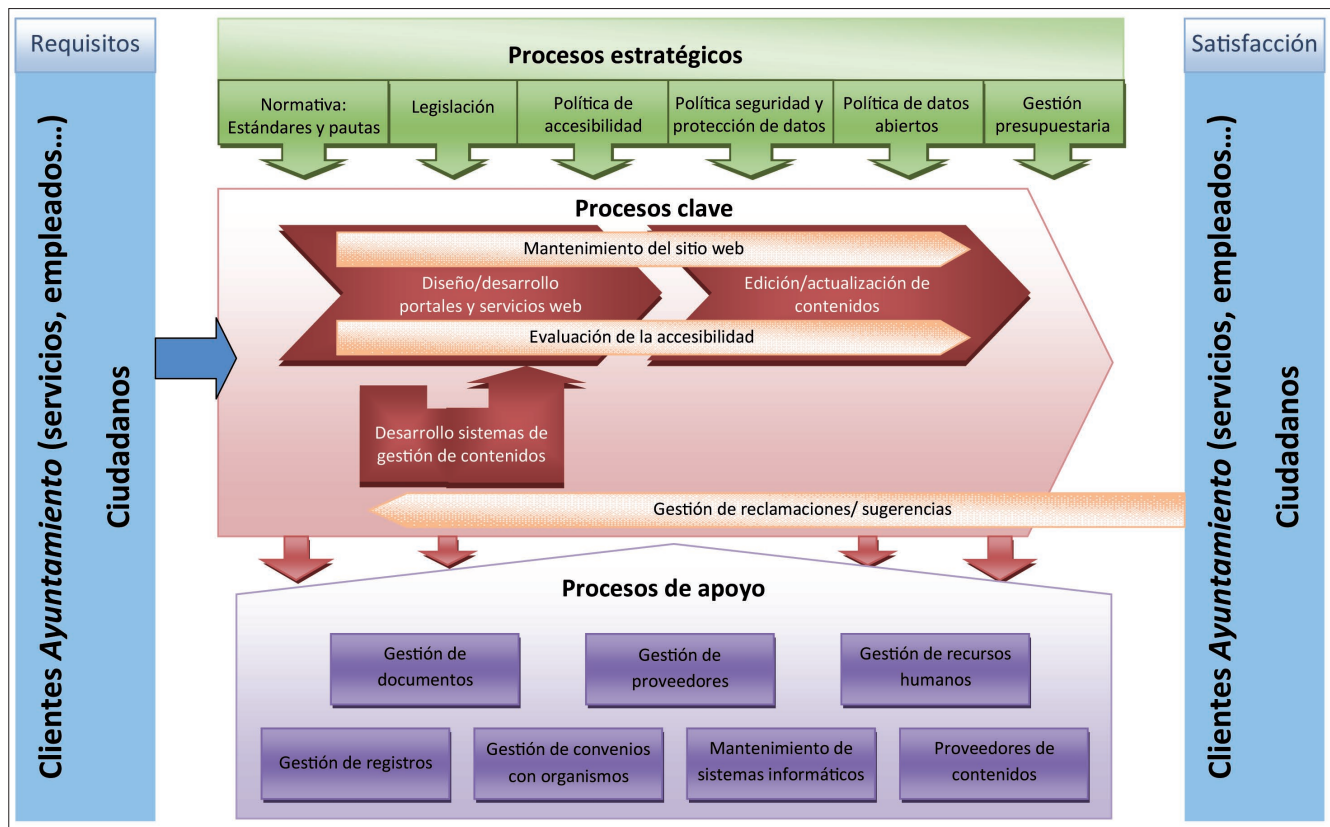 Requisitos
Clientes Ayuntamiento (servicios, empleados...)
Ciudadanos
Procesos estratégicos
Normativa:
Estándares y pautas
Legislación
Política de
accesibilidad
Política seguridad y
protección de datos
Política de datos
abiertos
Gestión
presupuestaria
Procesos clave
Mantenimiento del sitio web
Diseño/desarrollo
portales y servicios web
Edición/actualización de
contenidos
Evaluación de la accesibilidad
Desarrollo sistemas de
gestión de contenidos
Gestión de reclamaciones/ sugerencias
Procesos de apoyo
Gestión de
documentos
Gestión de
proveedores
Gestión de recursos
humanos
Gestión de registros
Gestión de convenios
con organismos
Mantenimiento de
sistemas informáticos
Proveedores de
contenidos
Satisfacción
Clientes Ayuntamiento (servicios, empleados...)
Ciudadanos